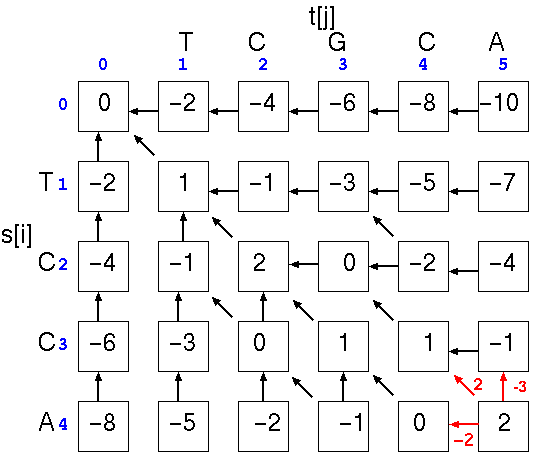 t[j]
T C G C A
0 1 2 3 4 5
0 0 −2 −4 −6 −8 −10
T 1 −2 1 −1 −3 −5 −7
s[i]
C 2 −4 −1 2 0 −2 −4
C 3 −6 −3 0 1 1 −1
2 -3
A 4 −8 −5 −2 −1 0 2
−2